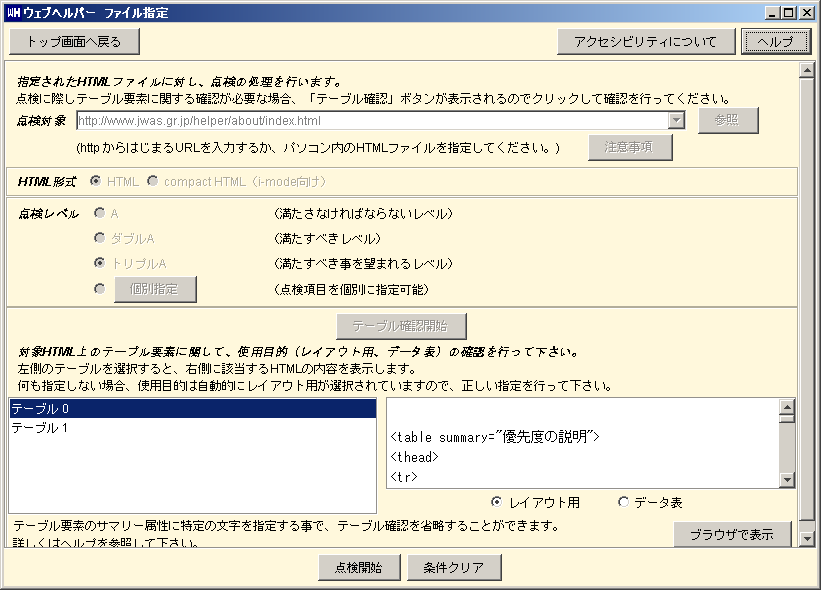 WH ウェブヘルパー ファイル指定
トップ画面へ戻る
アクセシビリティについて
ヘルプ
指定されたHTMLファイルに対し、点検の処理を行います。
点検に際しテーブル要素に関する確認が必要な場合、「テーブル確認」ボタンが表示されるのでクリックして確認を行ってください。
点検対象 http://www.jwas.gr.jp/helper/about/index.html 参照
(httpからはじまるURLを入力するか、パソコン内のHTMLファイルを指定してください。) 注意事項
HTML形式 HTML compact HTML（i-mode向け）
点検レベル A （満たさなければならないレベル）
ダブルA （満たすべきレベル）
トリプルA （満たすべき事を望まれるレベル）
個別指定 （点検項目を個別に指定可能）
テーブル確認開始
対象HTML上のテーブル要素に関して、使用目的（レイアウト用、データ表）の確認を行って下さい。
左側のテーブルを選択すると、右側に該当するHTMLの内容を表示します。
何も指定しない場合、使用目的は自動的にレイアウト用が選択されていますので、正しい指定を行って下さい。
テーブル 0
テーブル 1
<table summary="優先度の説明">
<thead>
<tr>
レイアウト用 データ表
テーブル要素のサマリー属性に特定の文字を指定する事で、テーブル確認を省略することができます。
詳しくはヘルプを参照して下さい。
ブラウザで表示
点検開始 条件クリア